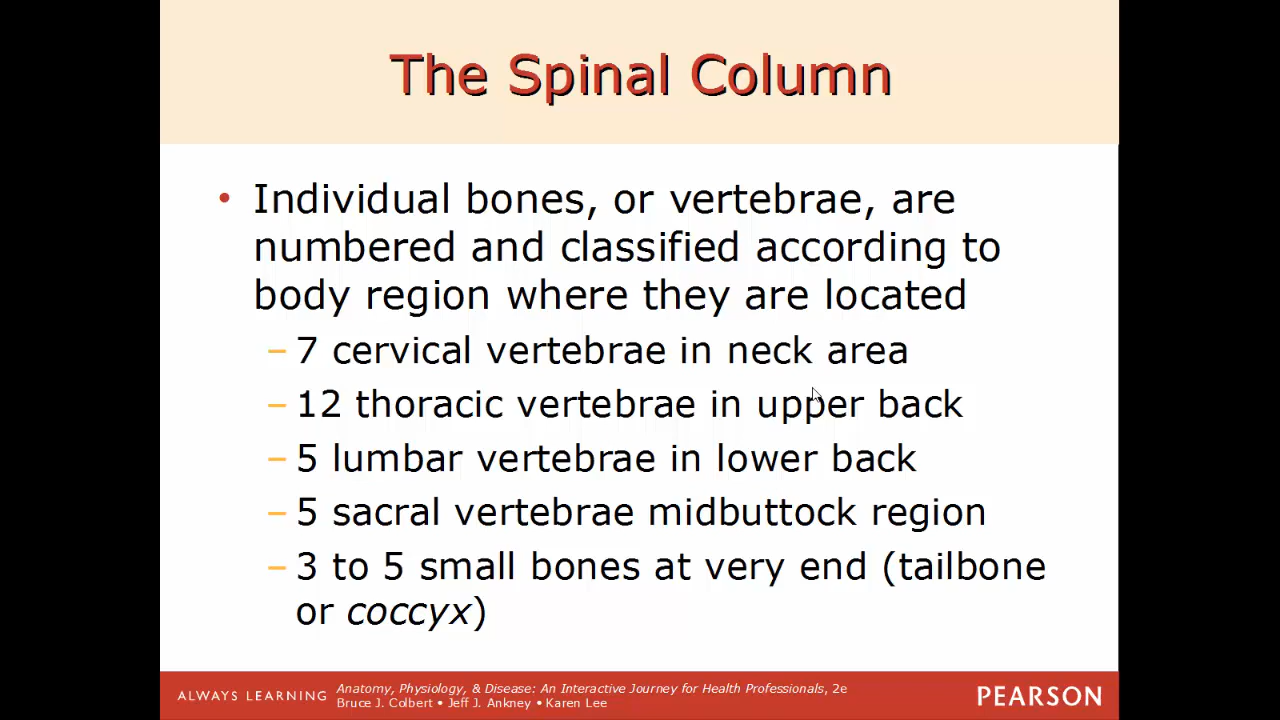 The Spinal Column
• Individual bones, or vertebrae, are
numbered and classified according to
body region where they are located
– 7 cervical vertebrae in neck area
– 12 thoracic vertebrae in upper back
– 5 lumbar vertebrae in lower back
– 5 sacral vertebrae midbuttock region
– 3 to 5 small bones at very end (tailbone
or coccyx)
ALWAYS LEARNING
Anatomy, Physiology, & Disease: An Interactive Journey for Health Professionals, 2e
Bruce J. Colbert • Jeff J. Ankney • Karen Lee
PEARSON